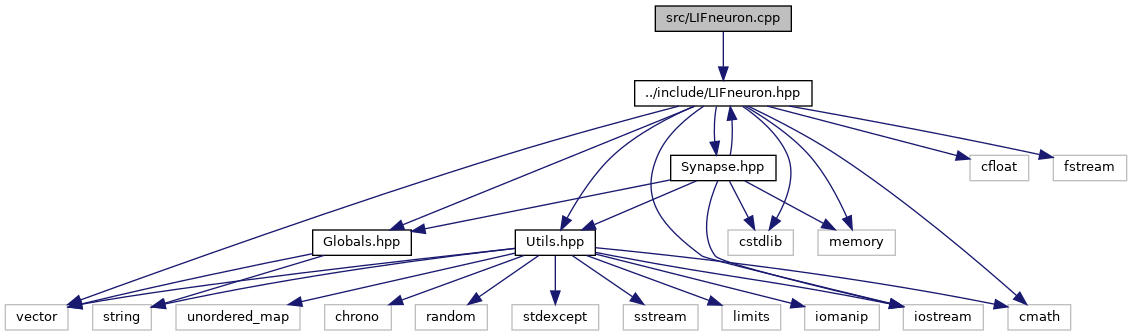 src/LIFneuron.cpp
../include/LIFneuron.hpp
Synapse.hpp
cfloat
fstream
Globals.hpp
Utils.hpp
cstdlib
memory
vector
string
unordered_map
chrono
random
stdexcept
sstream
limits
iomanip
iostream
cmath